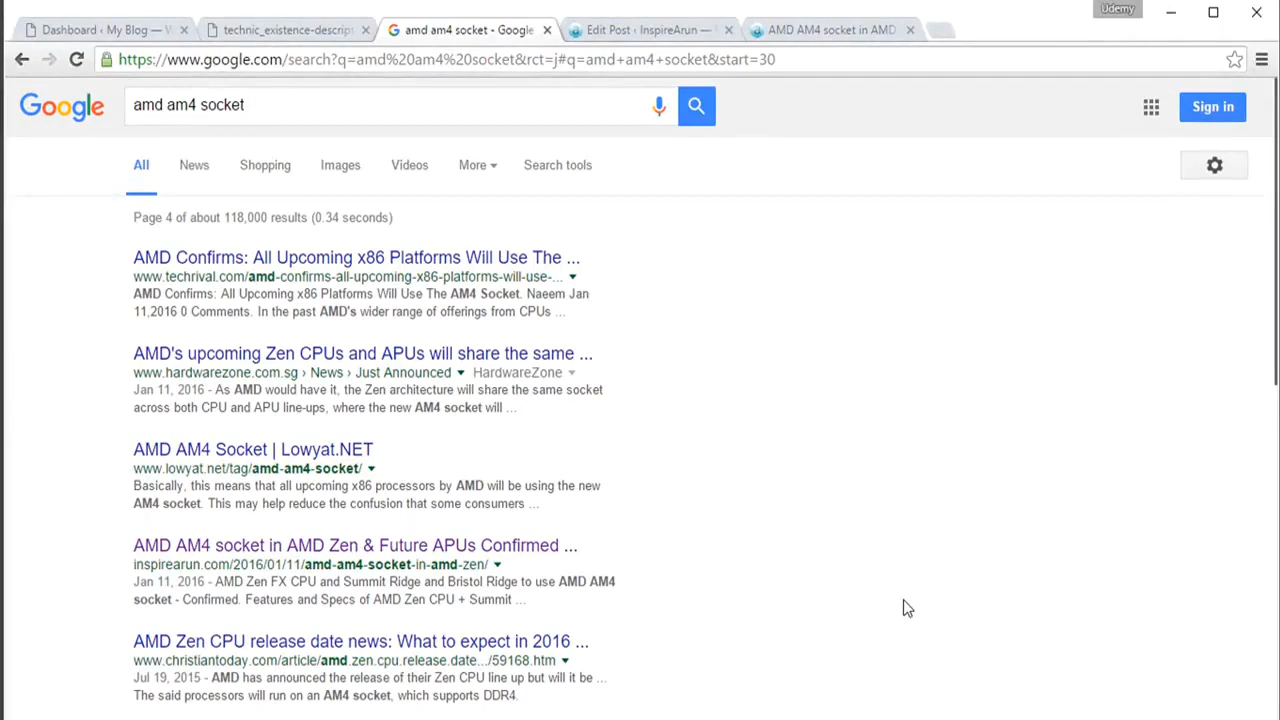 Udemy
Dashboard ‹ My Blog — W
technic_existence-descript
amd am4 socket - Google
Edit Post ‹ InspireArun —
AMD AM4 socket in AMD
https://www.google.com/search?q=amd%20am4%20socket&rct=j#q=amd+am4+socket&start=30
Google
amd am4 socket
Sign in
All
News
Shopping
Images
Videos
More
Search tools
Page 4 of about 118,000 results (0.34 seconds)
AMD Confirms: All Upcoming x86 Platforms Will Use The ...
www.techrival.com/amd-confirms-all-upcoming-x86-platforms-will-use-...
AMD Confirms: All Upcoming x86 Platforms Will Use The AM4 Socket. Naeem Jan
11,2016 0 Comments. In the past AMD's wider range of offerings from CPUs ...
AMD's upcoming Zen CPUs and APUs will share the same ...
www.hardwarezone.com.sg › News › Just Announced HardwareZone
Jan 11, 2016 - As AMD would have it, the Zen architecture will share the same socket
across both CPU and APU line-ups, where the new AM4 socket will ...
AMD AM4 Socket | Lowyat.NET
www.lowyat.net/tag/amd-am4-socket/
Basically, this means that all upcoming x86 processors by AMD will be using the new
AM4 socket. This may help reduce the confusion that some consumers ...
AMD AM4 socket in AMD Zen & Future APUs Confirmed ...
inspirearun.com/2016/01/11/amd-am4-socket-in-amd-zen/
Jan 11, 2016 - AMD Zen FX CPU and Summit Ridge and Bristol Ridge to use AMD AM4
socket - Confirmed. Features and Specs of AMD Zen CPU + Summit ...
AMD Zen CPU release date news: What to expect in 2016 ...
www.christiantoday.com/article/amd.zen.cpu.release.date.../59168.htm
Jul 19, 2015 - AMD has announced the release of their Zen CPU line up but will it be ...
The said processors will run on an AM4 socket, which supports DDR4.